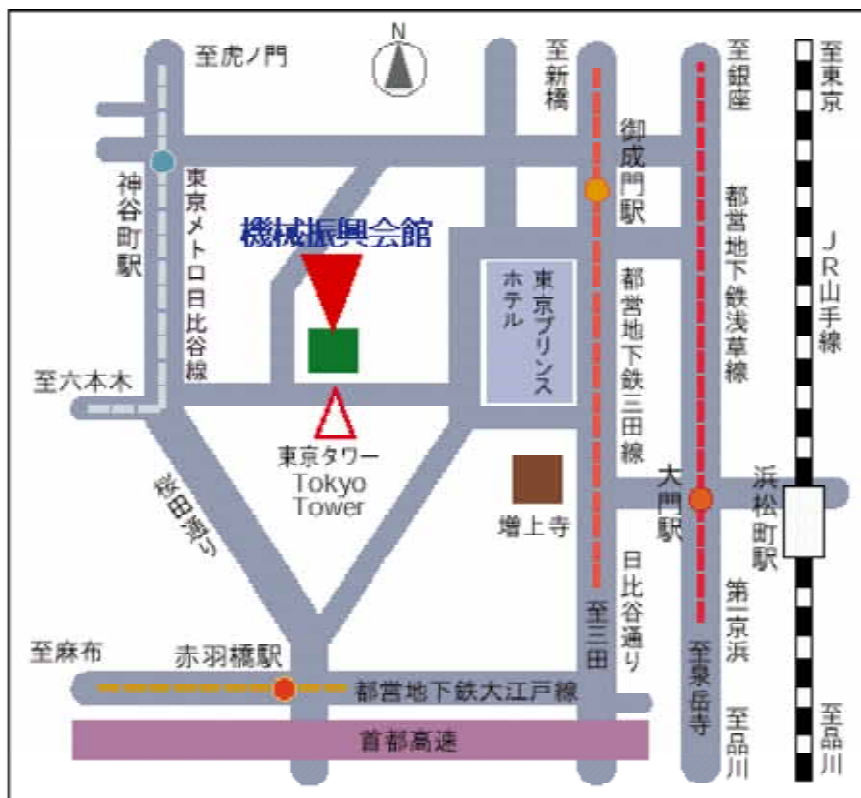 N
至虎ノ門
至新橋
至銀座
至東京
御成門駅
神谷町駅
東京メトロ日比谷線
機械振興会館
都営地下鉄浅草線
JR山手線
東京プリンス
ホテル
都営地下鉄三田線
至六本木
東京タワー
Tokyo
Tower
桜田通り
増上寺
大門駅
浜松町駅
日比谷通り
第一京浜
至三田
至泉岳寺
至麻布
赤羽橋駅
都営地下鉄大江戸線
首都高速
至品川
至品川